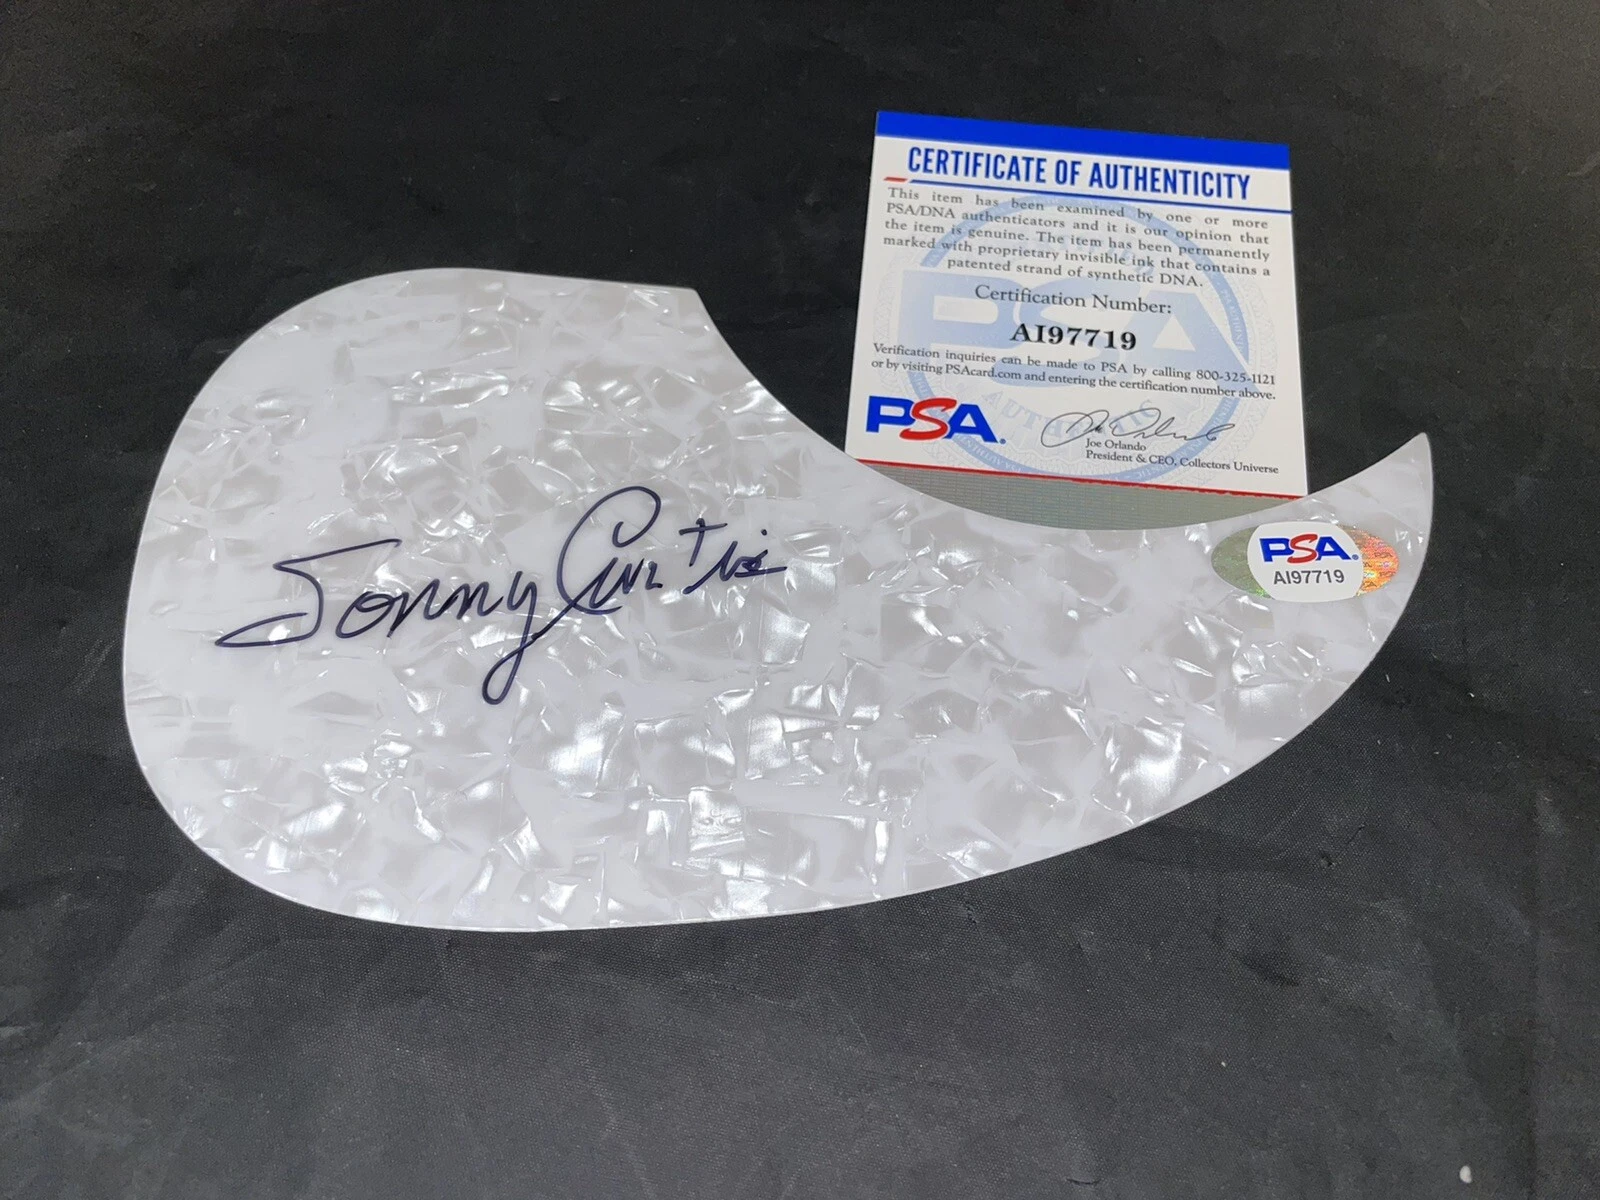 CERTIFICATE OF AUTHENTICITY
This item has been examined by one or more
PSA/DNA authenticators and it is our opinion that
the item is genuine. The item has been permanently
marked with proprietary invisible ink that contains a
patented strand of synthetic DNA.
Certification Number:
AI97719
Verification inquiries can be made to PSA by calling 800-325-1121
or by visiting PSAcard.com and entering the certification number above.
PSA.
Joe Orlando
President & CEO, Collectors Universe
Sonny Curtis
PSA.
AI97719